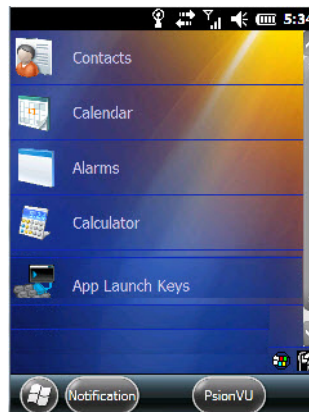 5:34
Contacts
Calendar
Alarms
Calculator
App Launch Keys
Notification
PsionVU